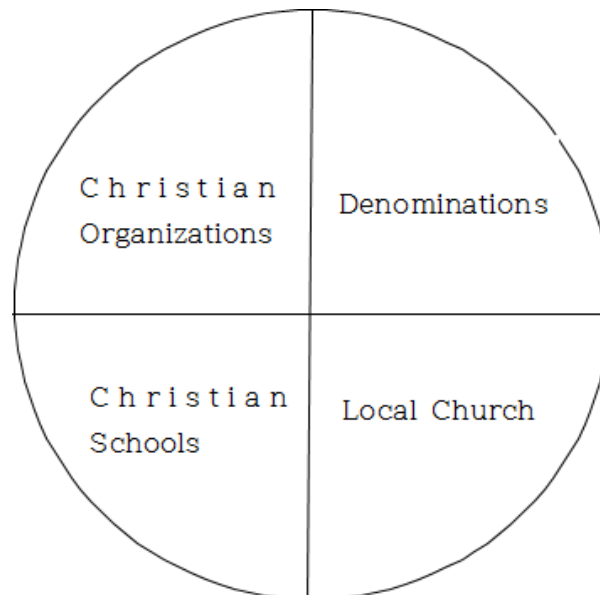 Christian
Organizations
Denominations
Christian
Schools
Local Church